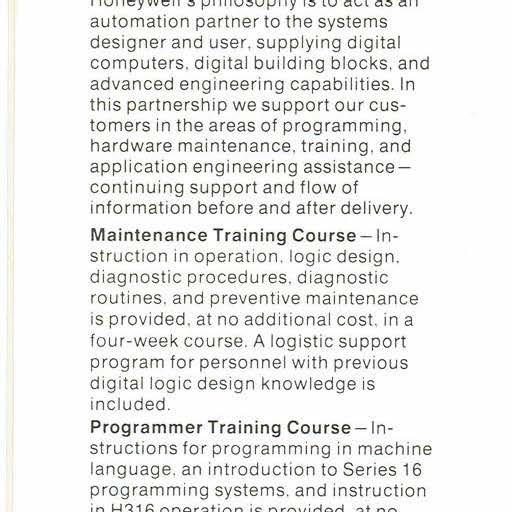 Honeywell's philosophy is to act as an
automation partner to the systems
designer and user, supplying digital
computers, digital building blocks, and
advanced engineering capabilities. In
this partnership we support our cus-
tomers in the areas of programming,
hardware maintenance, training, and
application engineering assistance—
continuing support and flow of
information before and after delivery.
Maintenance Training Course—In-
struction in operation, logic design,
diagnostic procedures, diagnostic
routines, and preventive maintenance
is provided, at no additional cost, in a
four-week course. A logistic support
program for personnel with previous
digital logic design knowledge is
included.
Programmer Training Course—In-
structions for programming in machine
language, an introduction to Series 16
programming systems, and instruction
in H316 operation is provided, at no